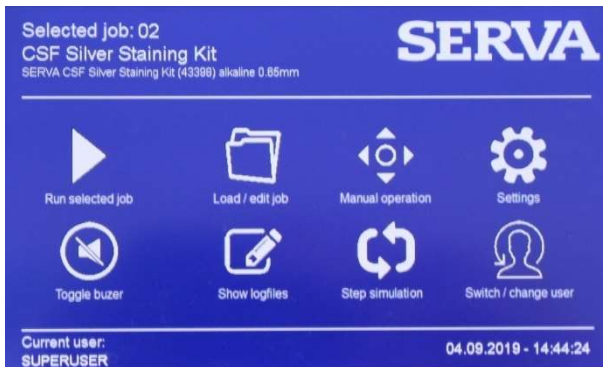 Selected job: 02
SERVA
CSF Silver Staining Kit
SERVA CSF Silver Staining Kit (43398) alkaline 0.65mm
Run selected job
Load / edit job
Manual operation
Settings
Toggle buzer
Show logfiles
Step simulation
Switch / change user
Current user:
SUPERUSER
04.09.2019 - 14:44:24